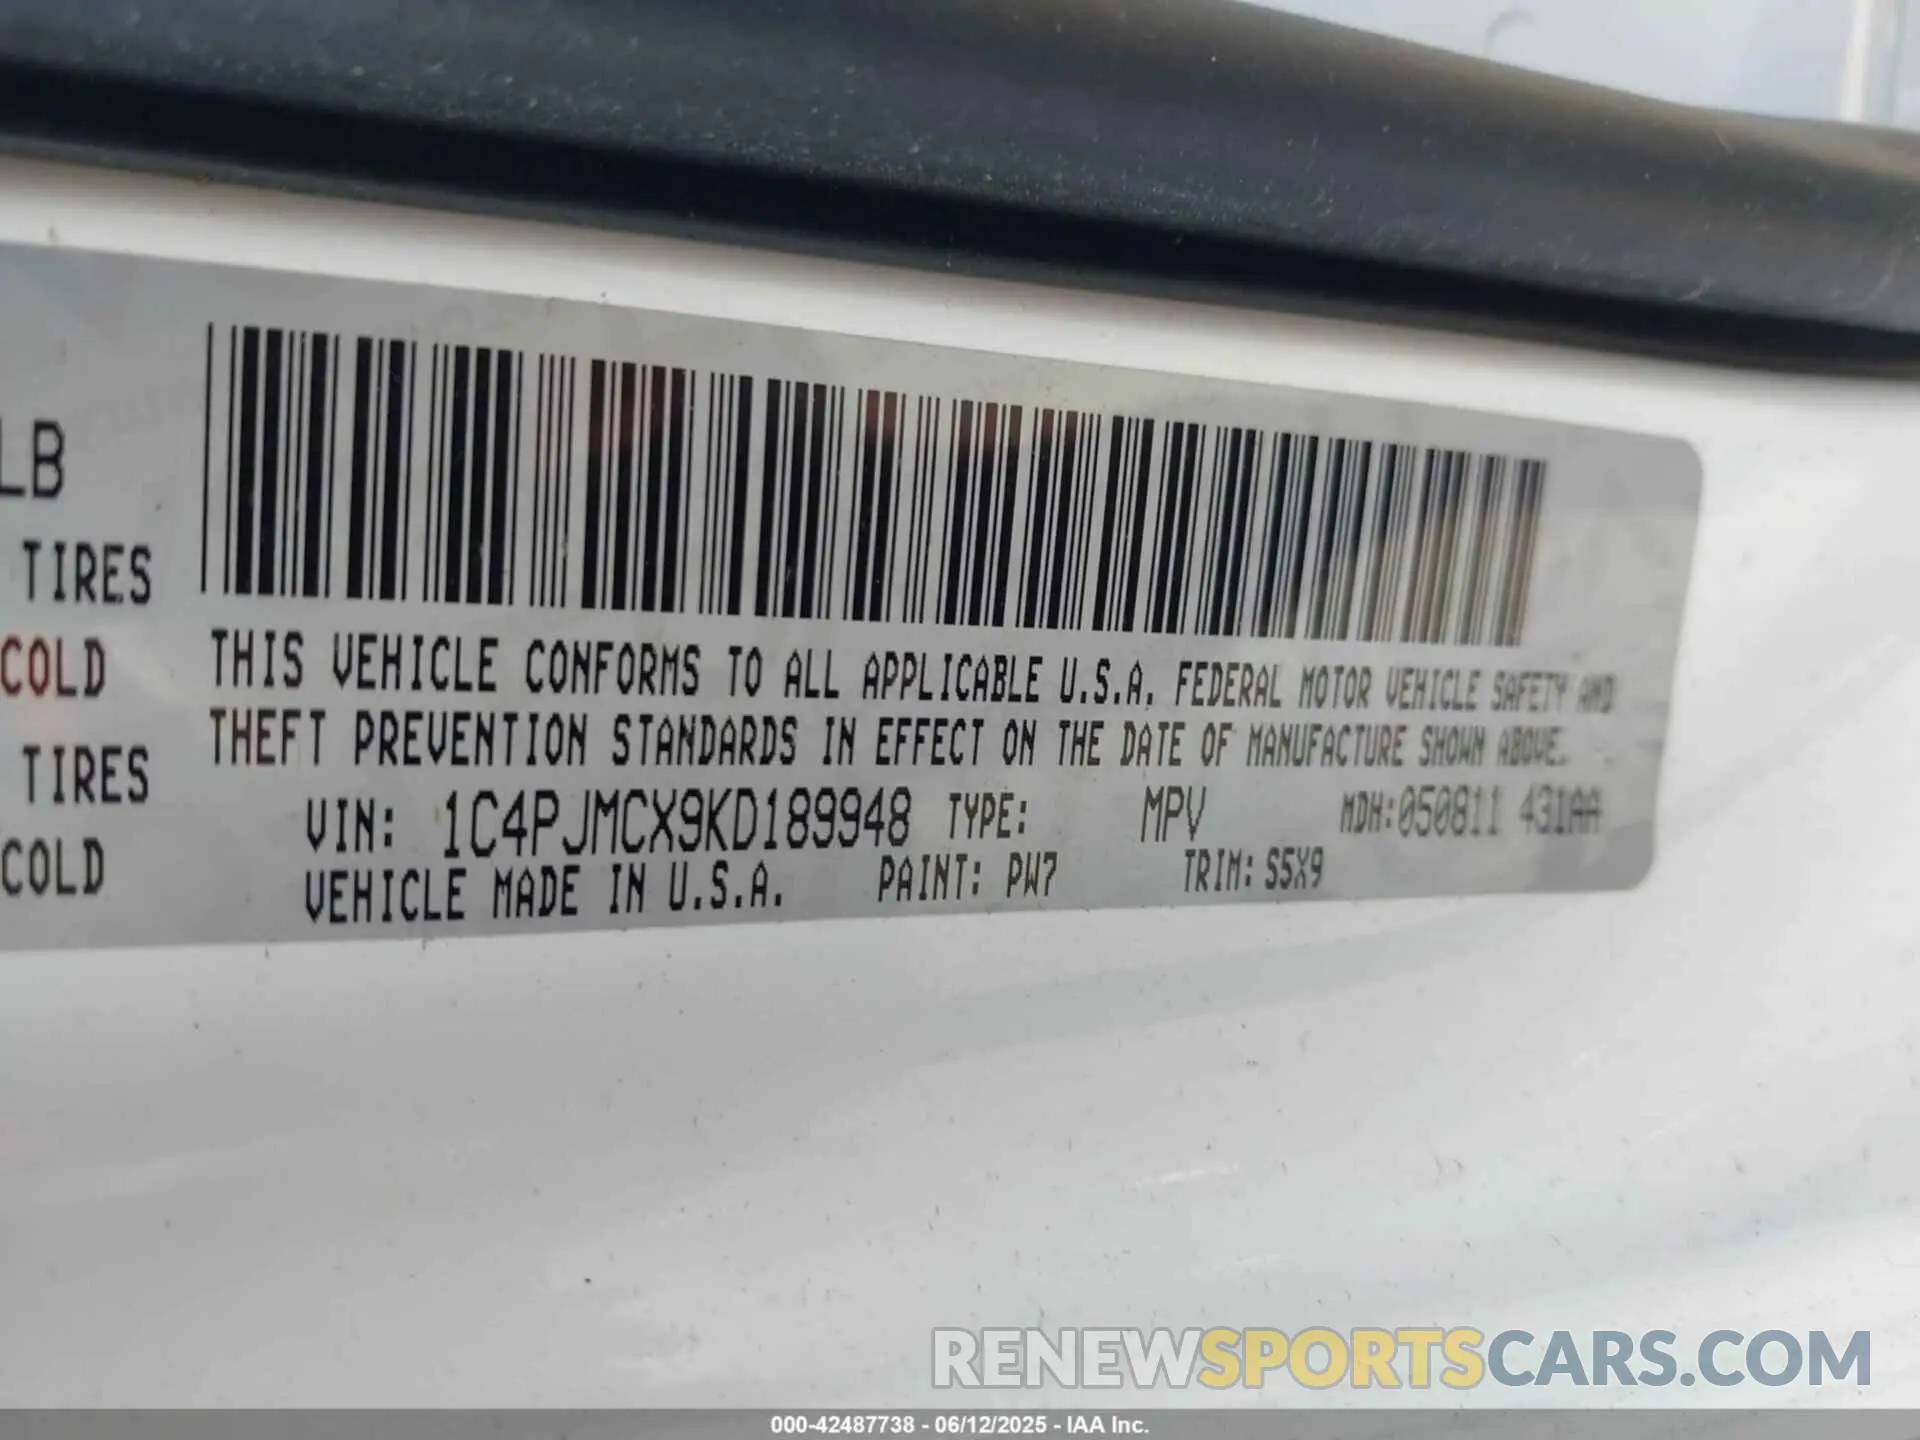 LB
TIRES
COLD
TIRES
COLD
THIS VEHICLE CONFORMS TO ALL APPLICABLE U.S.A. FEDERAL MOTOR VEHICLE SAFETY AND
THEFT PREVENTION STANDARDS IN EFFECT ON THE DATE OF MANUFACTURE SHOWN ABOVE.
VIN: 1C4PJMCX9KD189948 TYPE: MPV MDH:050811 431AA
VEHICLE MADE IN U.S.A. PAINT: PW7 TRIM: S5X9
RENEWSPORTSCARS.COM
000-42487738 - 06/12/2025 - IAA Inc.